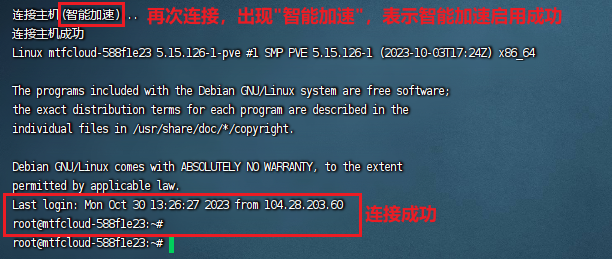 连接主机(智能加速)... 再次连接，出现"智能加速"，表示智能加速启用成功
连接主机成功
Linux mtfcloud-588f1e23 5.15.126-1-pve #1 SMP PVE 5.15.126-1 (2023-10-03T17:24Z) x86_64
The programs included with the Debian GNU/Linux system are free software;
the exact distribution terms for each program are described in the
individual files in /usr/share/doc/*/copyright.
Debian GNU/Linux comes with ABSOLUTELY NO WARRANTY, to the extent
permitted by applicable law.
Last login: Mon Oct 30 13:26:27 2023 from 104.28.203.60
root@mtfcloud-588f1e23:~# 连接成功
root@mtfcloud-588f1e23:~#